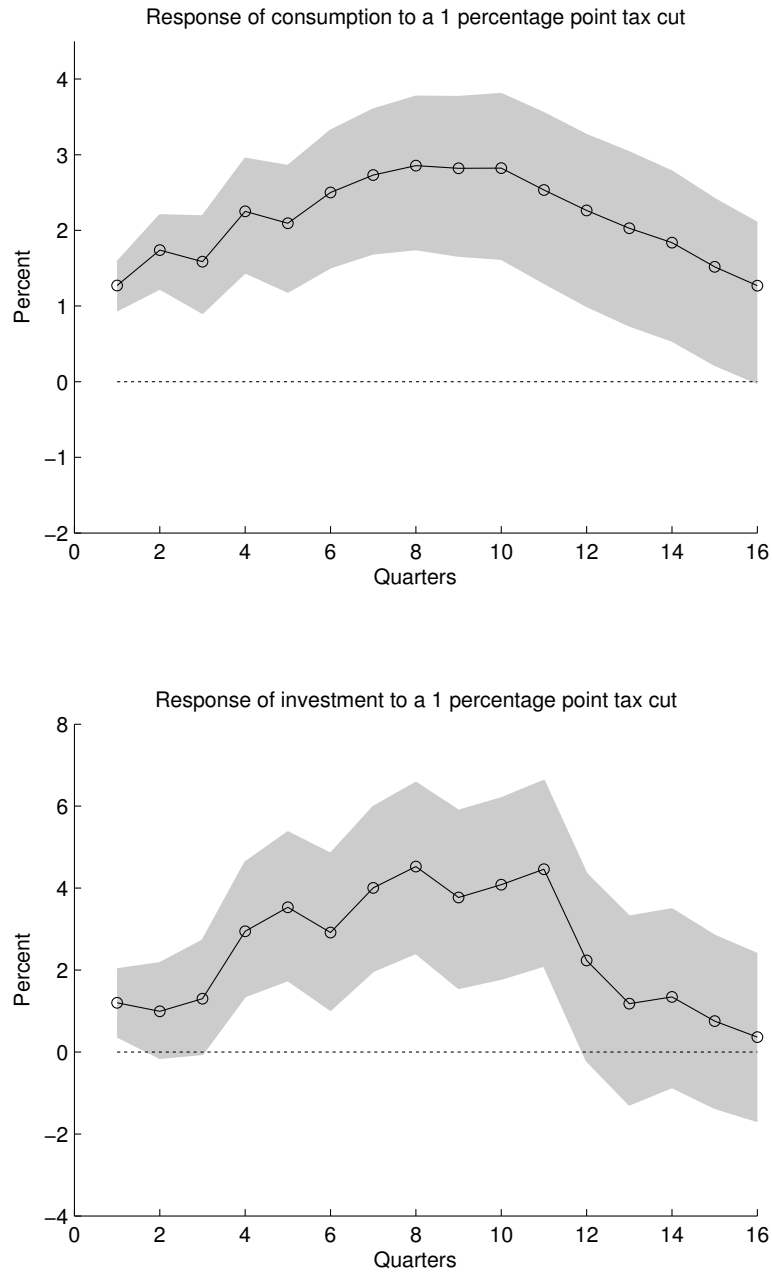 Response of consumption to a 1 percentage point tax cut
4
3
2
1
0
−1
−2
Percent
0 2 4 6 8 10 12 14 16
Quarters
Response of investment to a 1 percentage point tax cut
8
6
4
2
0
−2
−4
Percent
0 2 4 6 8 10 12 14 16
Quarters